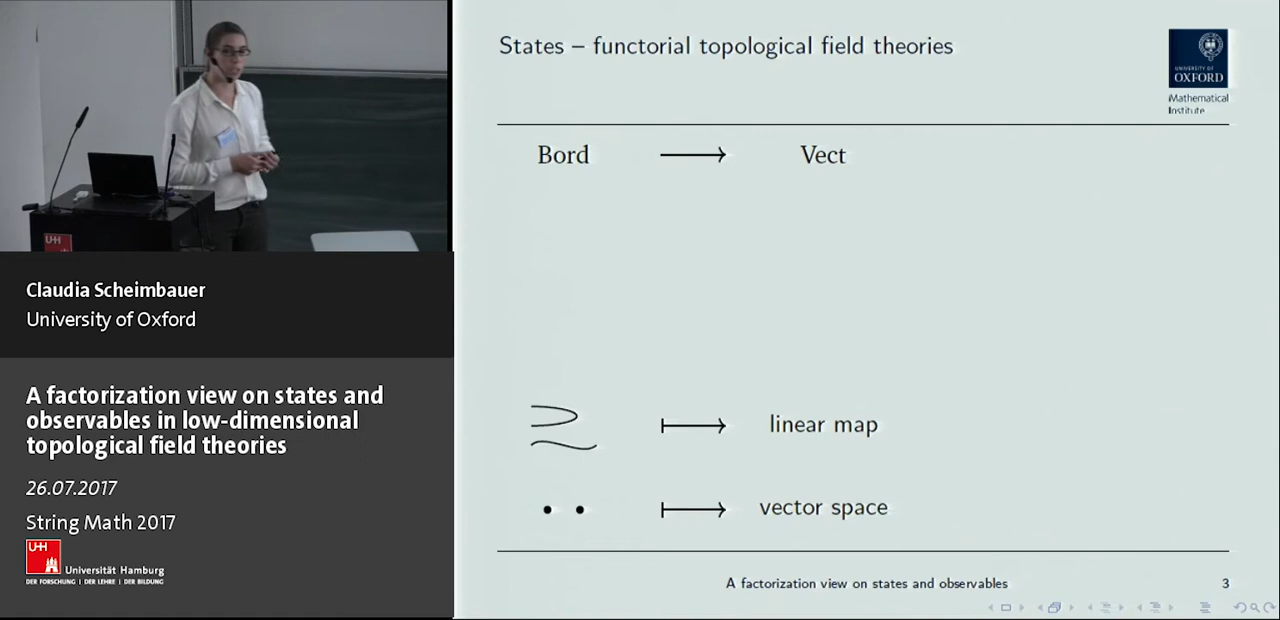 States – functorial topological field theories
UNIVERSITY OF
OXFORD
Mathematical
Institute
Bord
Vect
linear map
vector space
A factorization view on states and observables
3
UH
Claudia Scheimbauer
University of Oxford
A factorization view on states and
observables in low-dimensional
topological field theories
26.07.2017
String Math 2017
UH
Universität Hamburg
DER FORSCHUNG | DER LEHRE | DER BILDUNG